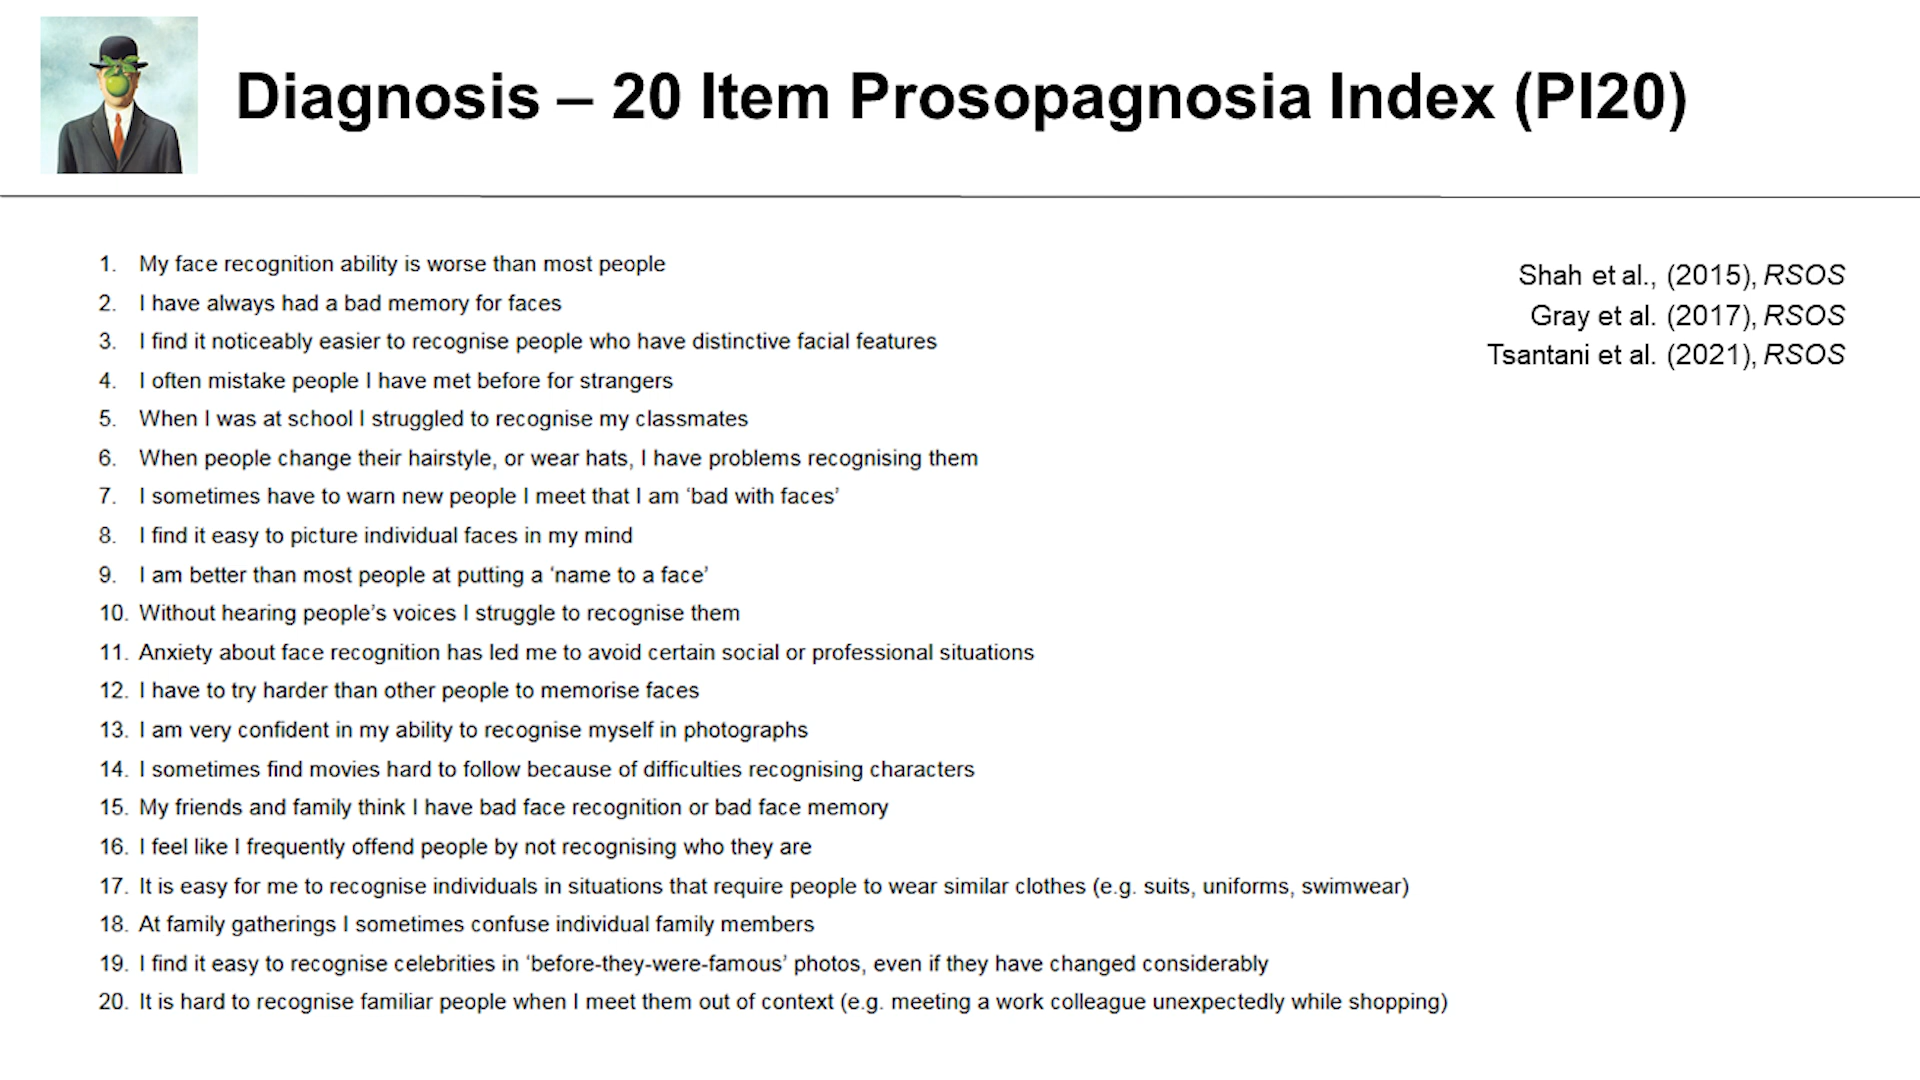 Diagnosis – 20 Item Prosopagnosia Index (PI20)
1. My face recognition ability is worse than most people
2. I have always had a bad memory for faces
3. I find it noticeably easier to recognise people who have distinctive facial features
4. I often mistake people I have met before for strangers
5. When I was at school I struggled to recognise my classmates
6. When people change their hairstyle, or wear hats, I have problems recognising them
7. I sometimes have to warn new people I meet that I am ‘bad with faces’
8. I find it easy to picture individual faces in my mind
9. I am better than most people at putting a ‘name to a face’
10. Without hearing people’s voices I struggle to recognise them
11. Anxiety about face recognition has led me to avoid certain social or professional situations
12. I have to try harder than other people to memorise faces
13. I am very confident in my ability to recognise myself in photographs
14. I sometimes find movies hard to follow because of difficulties recognising characters
15. My friends and family think I have bad face recognition or bad face memory
16. I feel like I frequently offend people by not recognising who they are
17. It is easy for me to recognise individuals in situations that require people to wear similar clothes (e.g. suits, uniforms, swimwear)
18. At family gatherings I sometimes confuse individual family members
19. I find it easy to recognise celebrities in ‘before-they-were-famous’ photos, even if they have changed considerably
20. It is hard to recognise familiar people when I meet them out of context (e.g. meeting a work colleague unexpectedly while shopping)
Shah et al., (2015), RSOS
Gray et al. (2017), RSOS
Tsantani et al. (2021), RSOS